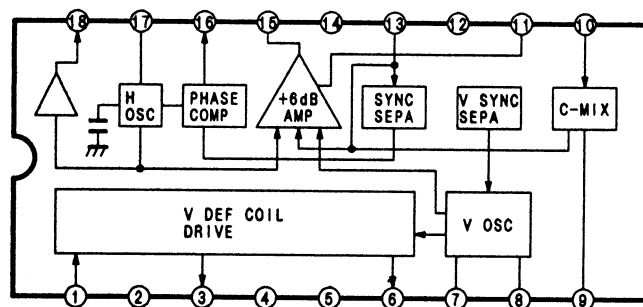 18 17 16 15 14 13 12 11 10
H
OSC
PHASE
COMP
+6dB
AMP
SYNC
SEPA
V SYNC
SEPA
C-MIX
V DEF COIL
DRIVE
V OSC
1 2 3 4 5 6 7 8 9